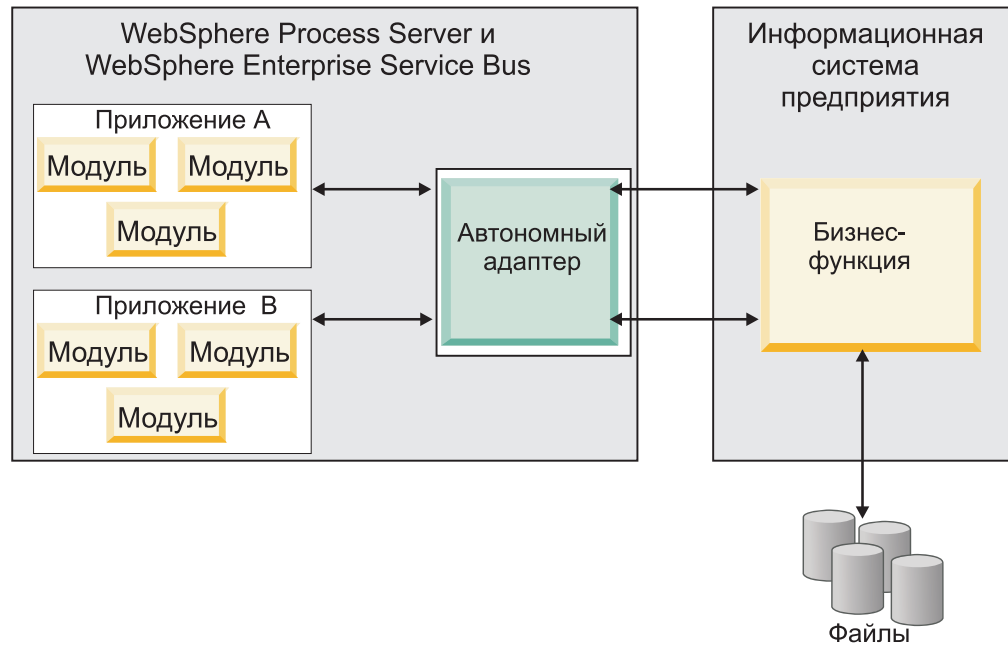 WebSphere Process Server и
WebSphere Enterprise Service Bus
Приложение A
Модуль
Модуль
Модуль
Приложение B
Модуль
Модуль
Модуль
Автономный
адаптер
Информационная
система
предприятия
Бизнес-
функция
Файлы